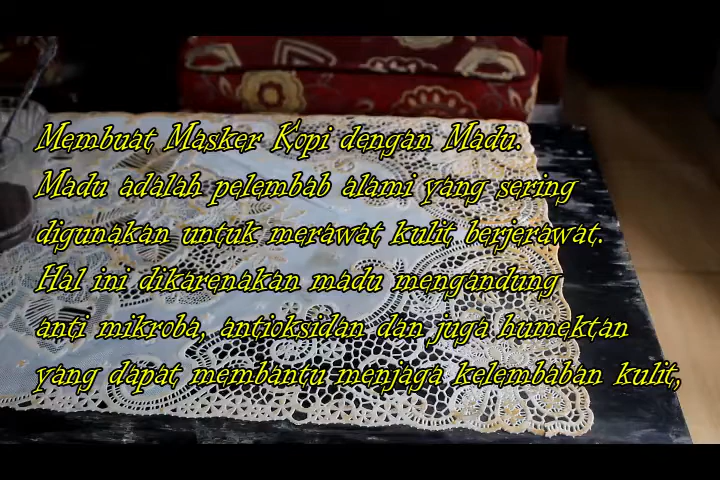 Membuat Masker Kopi dengan Madu.
Madu adalah pelembab alami yang sering
digunakan untuk merawat kulit berjerawat.
Hal ini dikarenakan madu mengandung
anti mikroba, antioksidan dan juga humektan
yang dapat membantu menjaga kelembaban kulit,